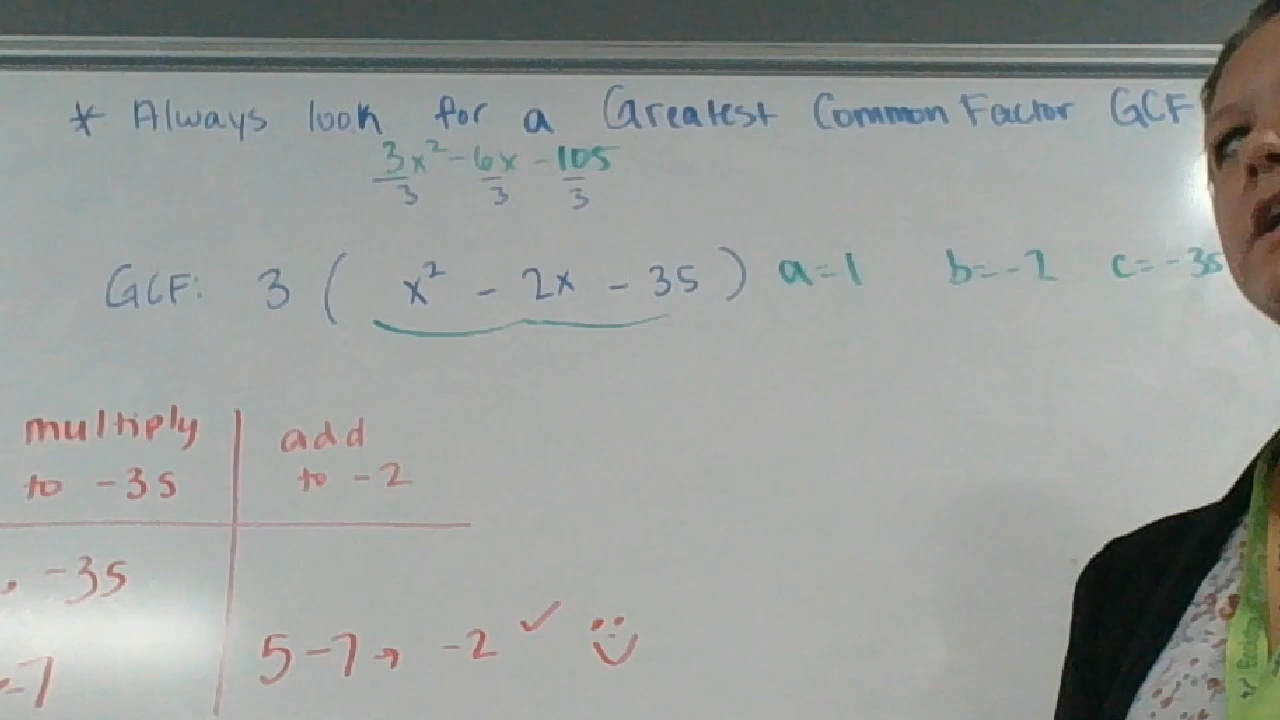 * Always look for a Greatest Common Factor GCF
3x² - 6x - 105
3 3 3
GCF: 3 ( x² - 2x - 35 ) a=1 b=-2 c=-35
multiply add
to -35 to -2
· -35
·-7 5-7→ -2 ✓